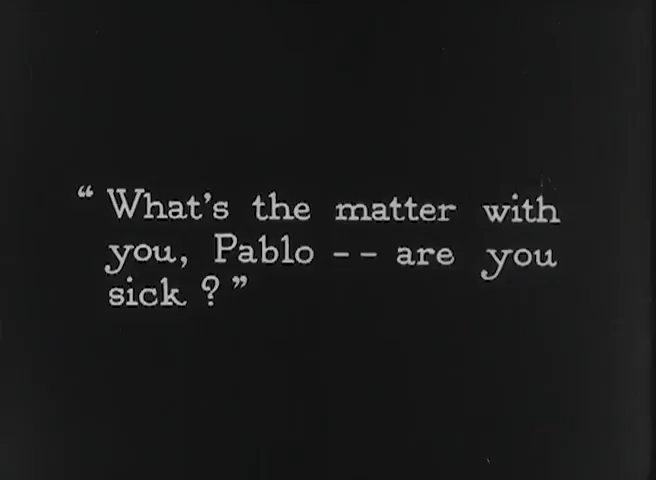 “ What’s the matter with
you, Pablo -- are you
sick ? ”